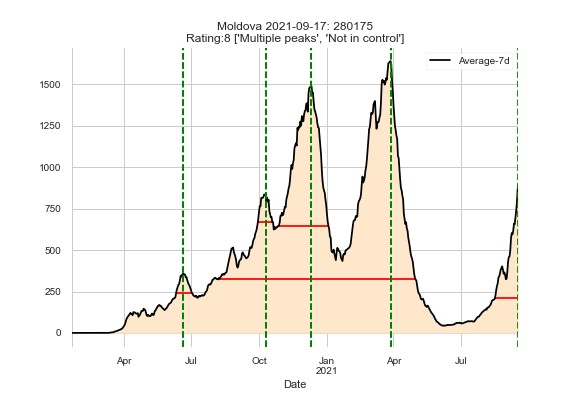 Moldova 2021-09-17: 280175
Rating:8 ['Multiple peaks', 'Not in control']
Average-7d
1500
1250
1000
750
500
250
0
Apr Jul Oct Jan Apr Jul
2021
Date